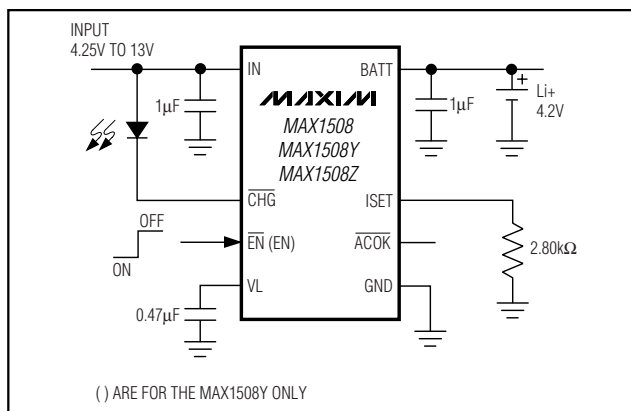 INPUT
4.25V TO 13V
IN
BATT
1µF
MAXIM
MAX1508
MAX1508Y
MAX1508Z
1µF
Li+
4.2V
+
CHG
ISET
OFF
ON
EN (EN)
ACOK
2.80kΩ
VL
GND
0.47µF
( ) ARE FOR THE MAX1508Y ONLY